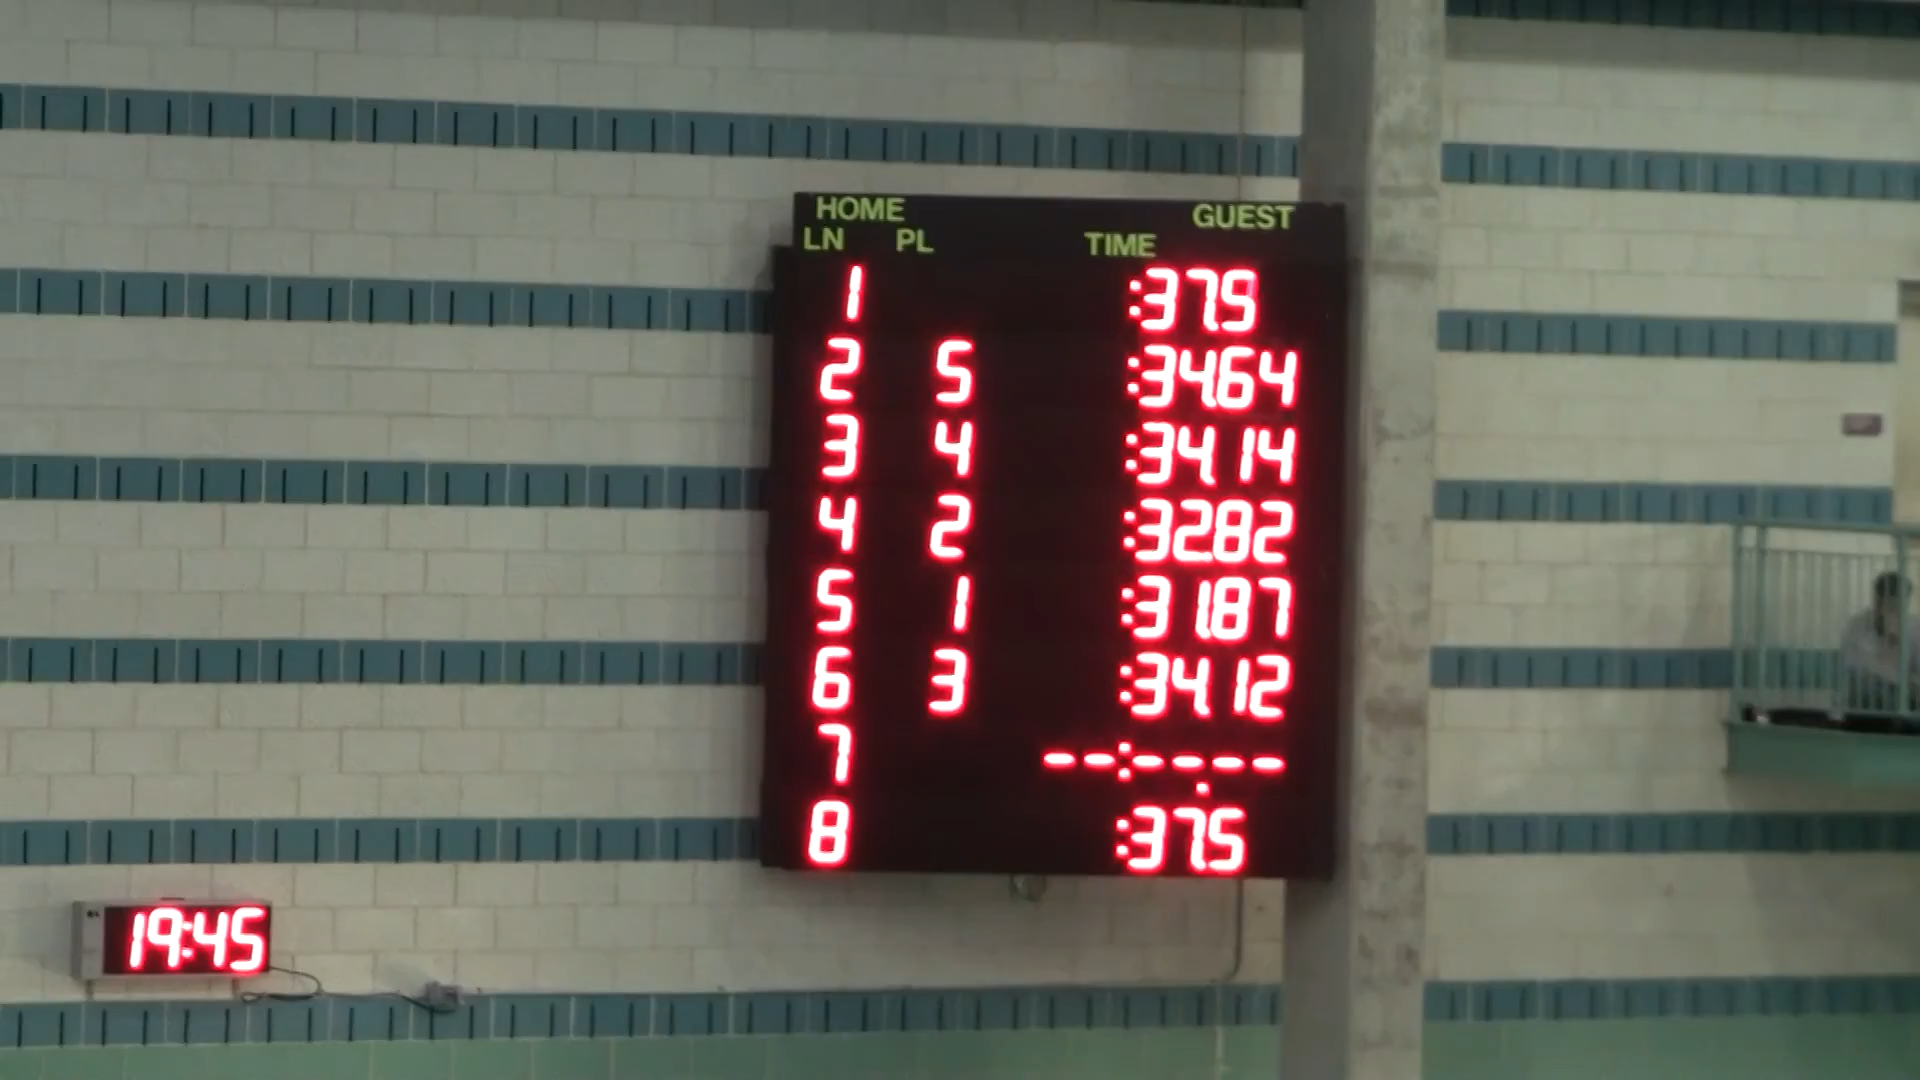 HOME GUEST
LN PL TIME
1 :37.5
2 5 :34.64
3 4 :34.14
4 2 :32.82
5 1 :31.87
6 3 :34.12
7 --:--.--
8 :37.5
19:45